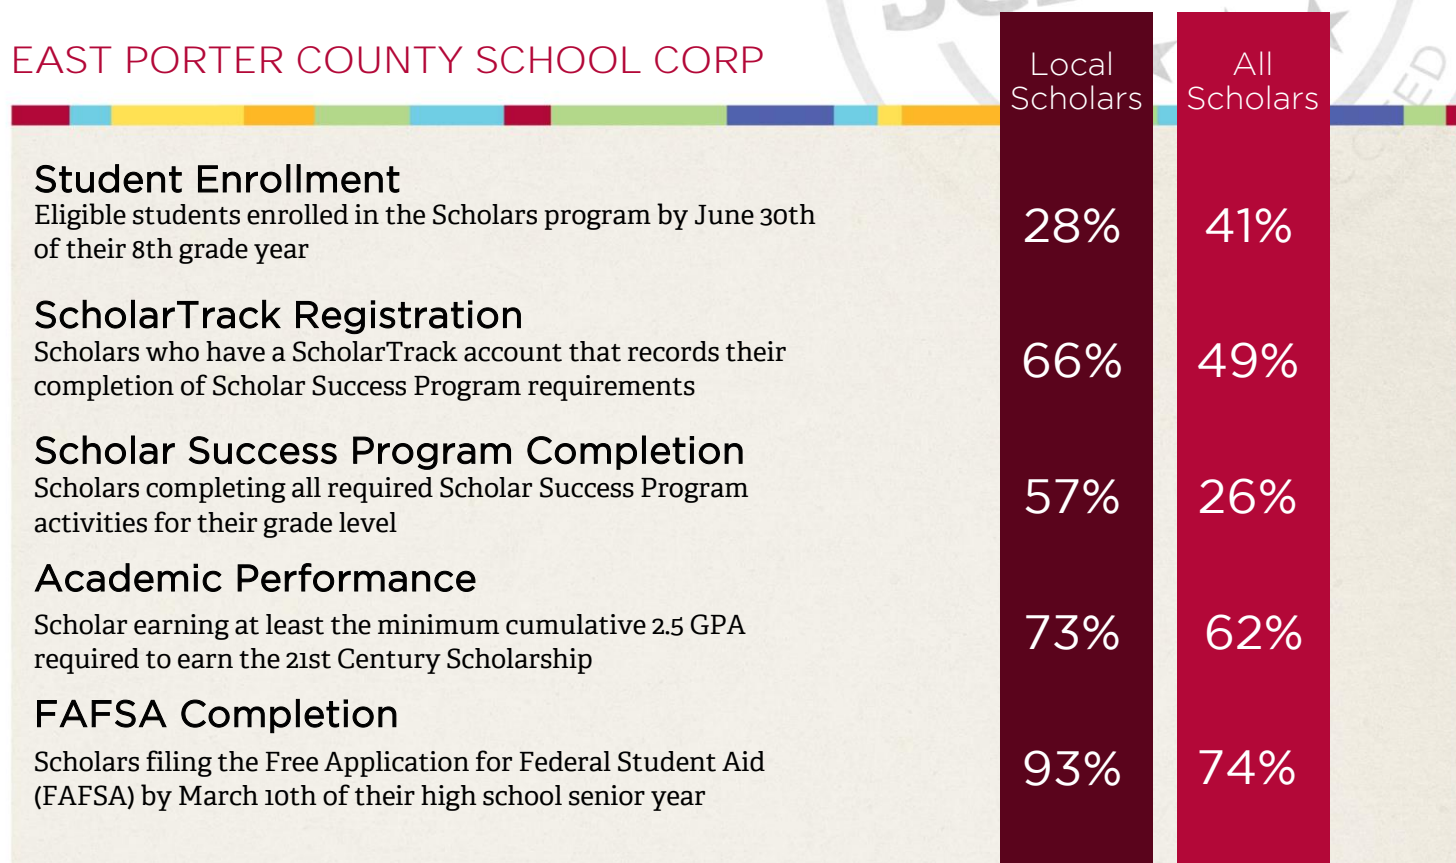 EAST PORTER COUNTY SCHOOL CORP
Local
Scholars
All
Scholars
Student Enrollment
Eligible students enrolled in the Scholars program by June 30th
of their 8th grade year
28%
41%
ScholarTrack Registration
Scholars who have a ScholarTrack account that records their
completion of Scholar Success Program requirements
66%
49%
Scholar Success Program Completion
Scholars completing all required Scholar Success Program
activities for their grade level
57%
26%
Academic Performance
Scholar earning at least the minimum cumulative 2.5 GPA
required to earn the 21st Century Scholarship
73%
62%
FAFSA Completion
Scholars filing the Free Application for Federal Student Aid
(FAFSA) by March 10th of their high school senior year
93%
74%